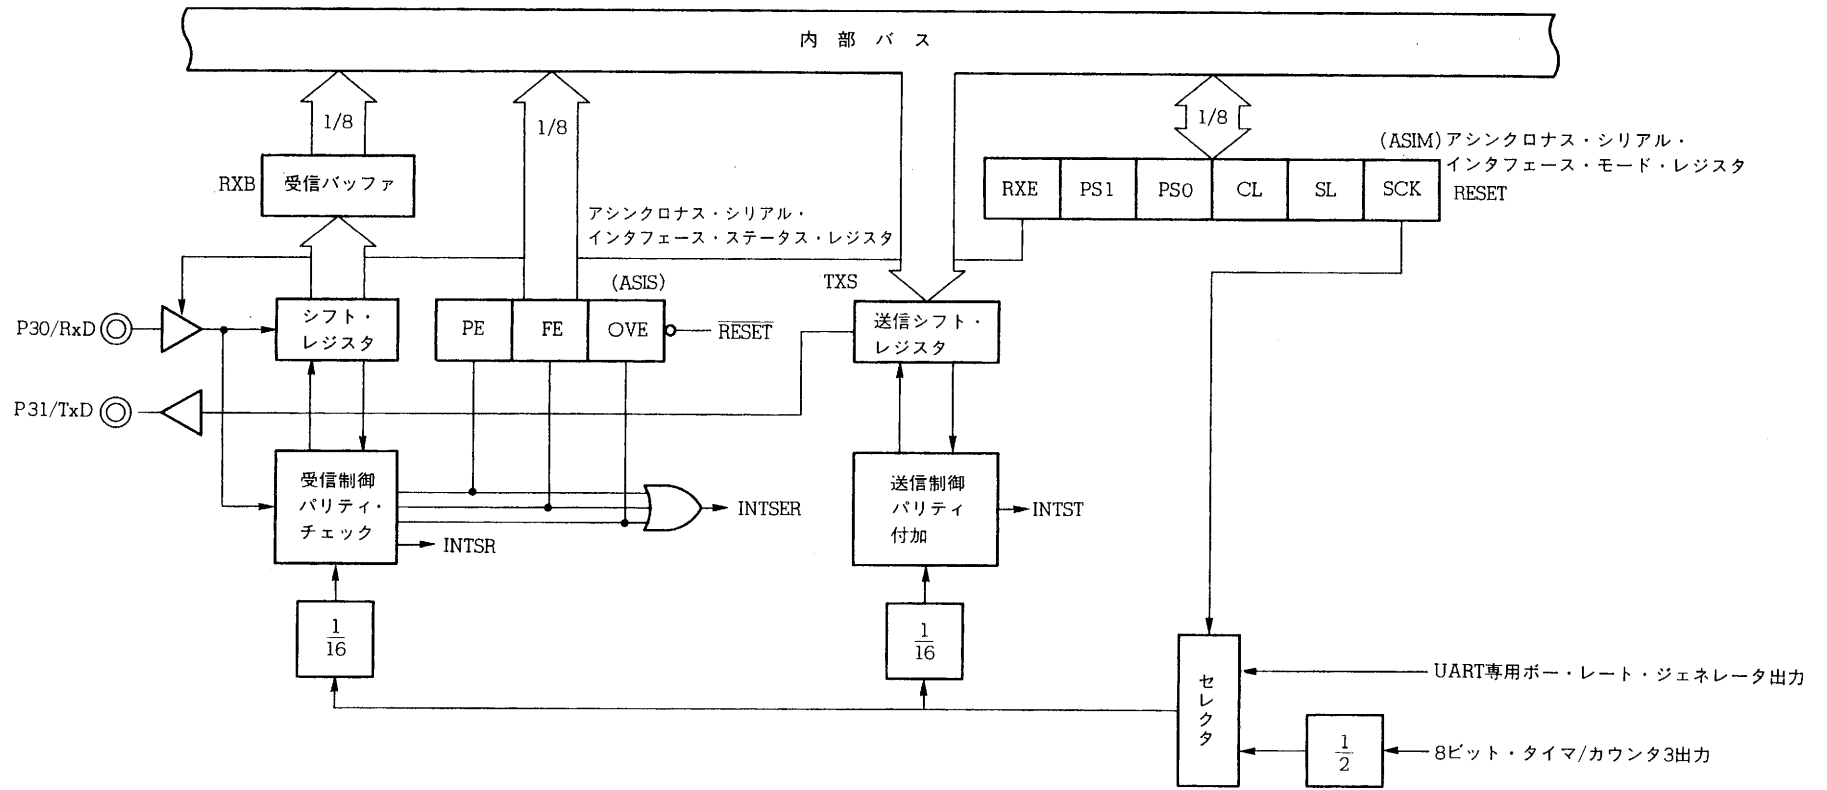 内部バス
1/8
1/8
1/8
(ASIM)アシンクロナス・シリアル・
インタフェース・モード・レジスタ
RXB
受信バッファ
RXE
PS1
PS0
CL
SL
SCK
RESET
アシンクロナス・シリアル・
インタフェース・ステータス・レジスタ
(ASIS)
TXS
P30/RxD
シフト・
レジスタ
PE
FE
OVE
RESET
送信シフト・
レジスタ
P31/TxD
受信制御
パリティ・
チェック
INTSER
INTSR
送信制御
パリティ
付加
INTST
1
16
1
16
セレクタ
UART専用ボー・レート・ジェネレータ出力
1
2
8ビット・タイマ/カウンタ3出力